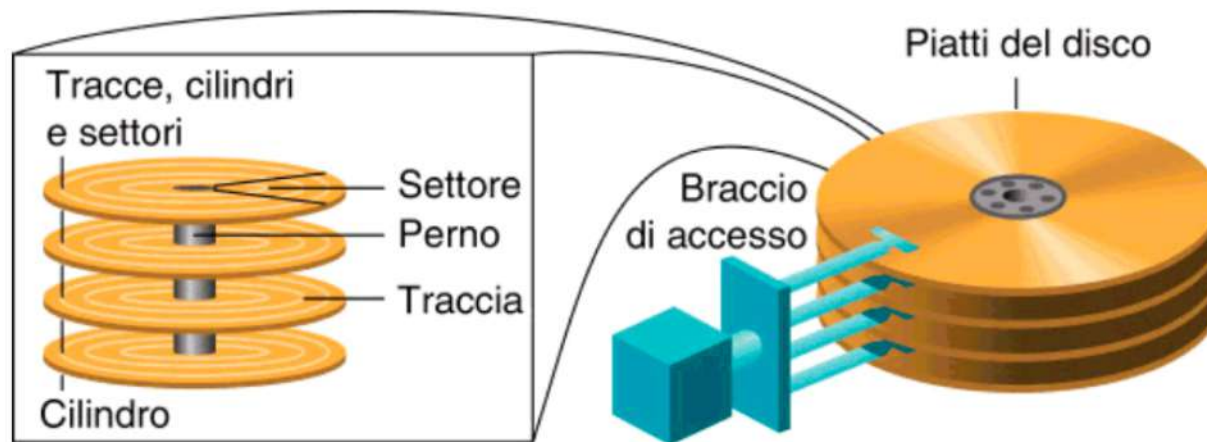 Tracce, cilindri
e settori
Settore
Perno
Traccia
Cilindro
Piatti del disco
Braccio
di accesso